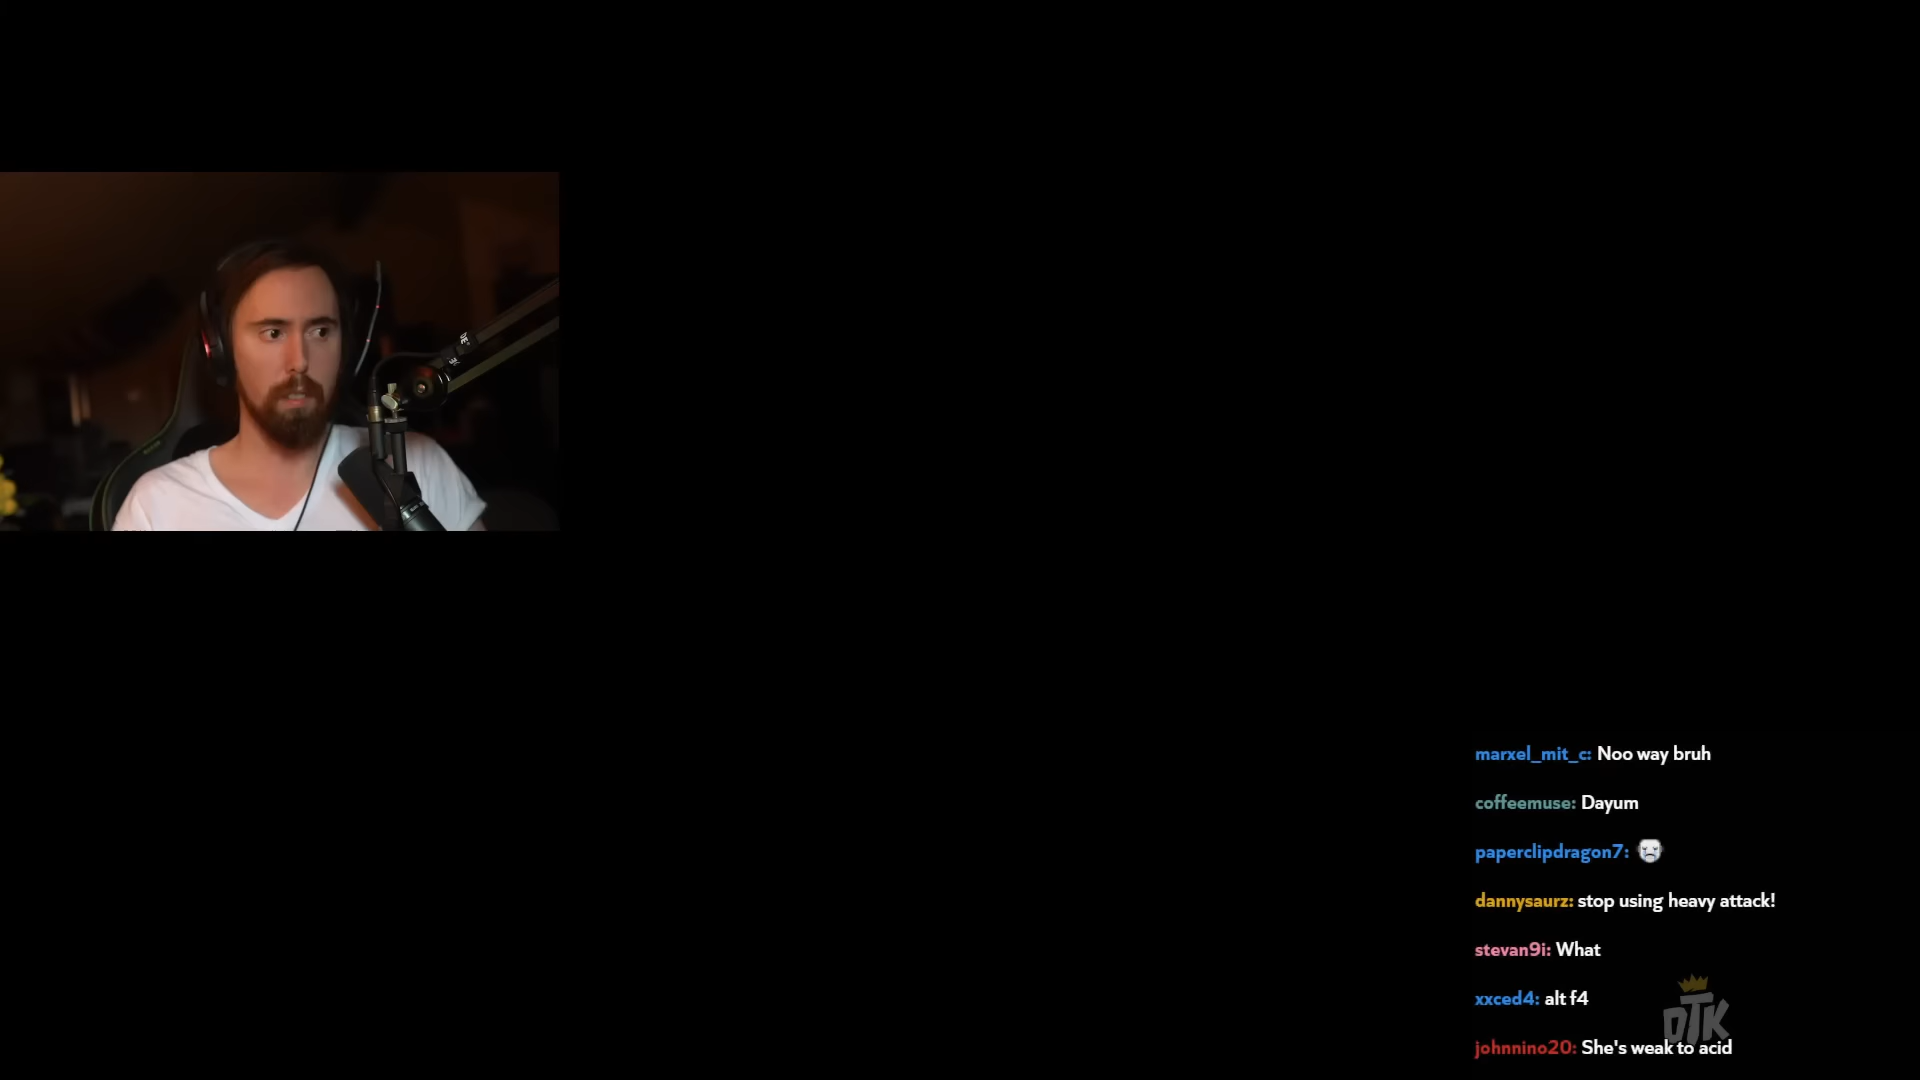 marxel_mit_c: Noo way bruh
coffeemuse: Dayum
paperclipdragon7:
dannysaurz: stop using heavy attack!
stevan9i: What
xxced4: alt f4
OTK
johnnino20: She's weak to acid